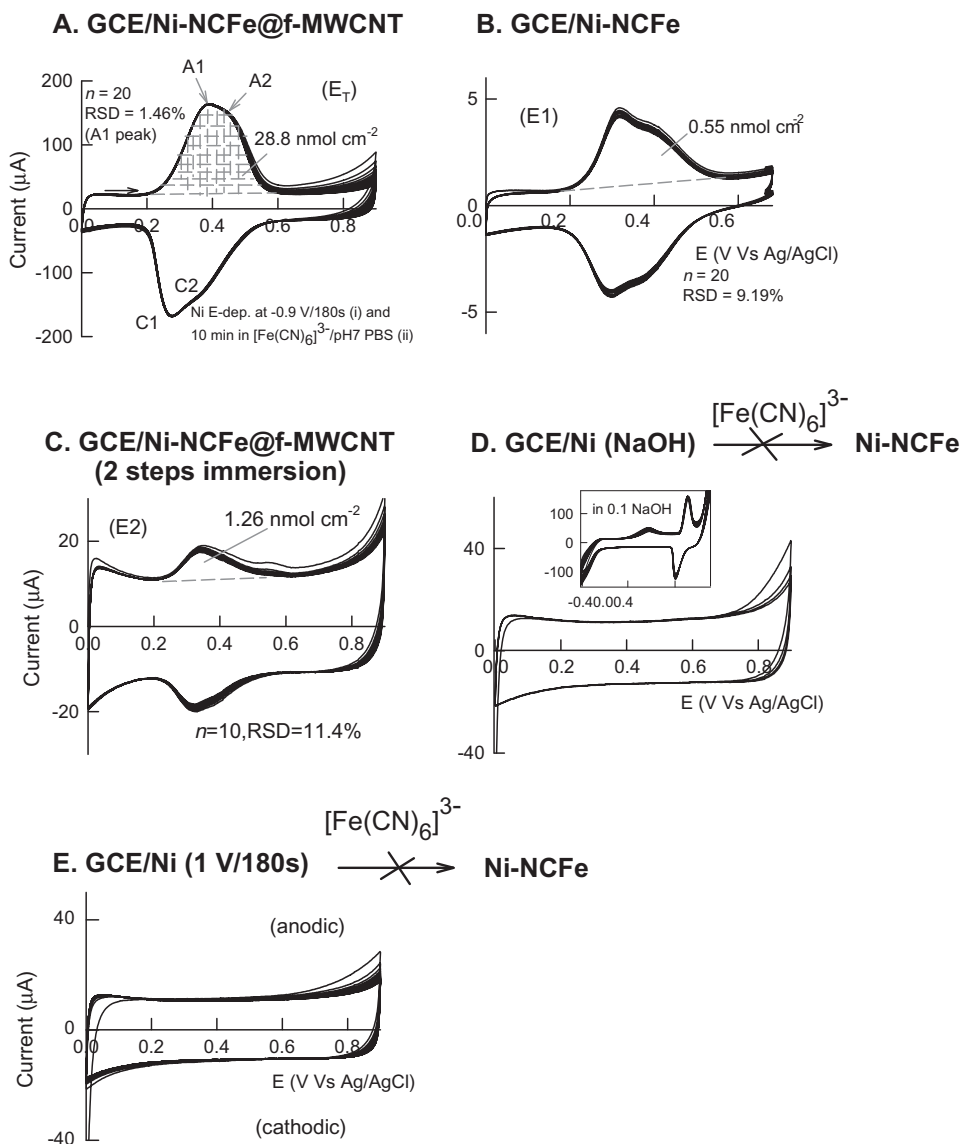 A. GCE/Ni-NCFe@f-MWCNT
B. GCE/Ni-NCFe
200
100
0
-100
-200
Current (µA)
0.0
0.2
0.4
0.6
0.8
n = 20
RSD = 1.46%
(A1 peak)
A1
A2
(E_T)
28.8 nmol cm-2
C2
C1
Ni E-dep. at -0.9 V/180s (i) and
10 min in [Fe(CN)6]3-/pH7 PBS (ii)
5
0
-5
0.0
0.2
0.4
0.6
(E1)
0.55 nmol cm-2
E (V Vs Ag/AgCl)
n = 20
RSD = 9.19%
C. GCE/Ni-NCFe@f-MWCNT
(2 steps immersion)
20
0
-20
Current (µA)
0.0
0.2
0.4
0.6
0.8
(E2)
1.26 nmol cm-2
n=10,RSD=11.4%
D. GCE/Ni (NaOH)
[Fe(CN)6]3-
Ni-NCFe
40
0
-40
0.0
0.2
0.4
0.6
0.8
in 0.1 NaOH
100
0
-100
-0.40.00.4
E (V Vs Ag/AgCl)
E. GCE/Ni (1 V/180s)
[Fe(CN)6]3-
Ni-NCFe
40
0
-40
Current (µA)
0.0
0.2
0.4
0.6
0.8
(anodic)
E (V Vs Ag/AgCl)
(cathodic)